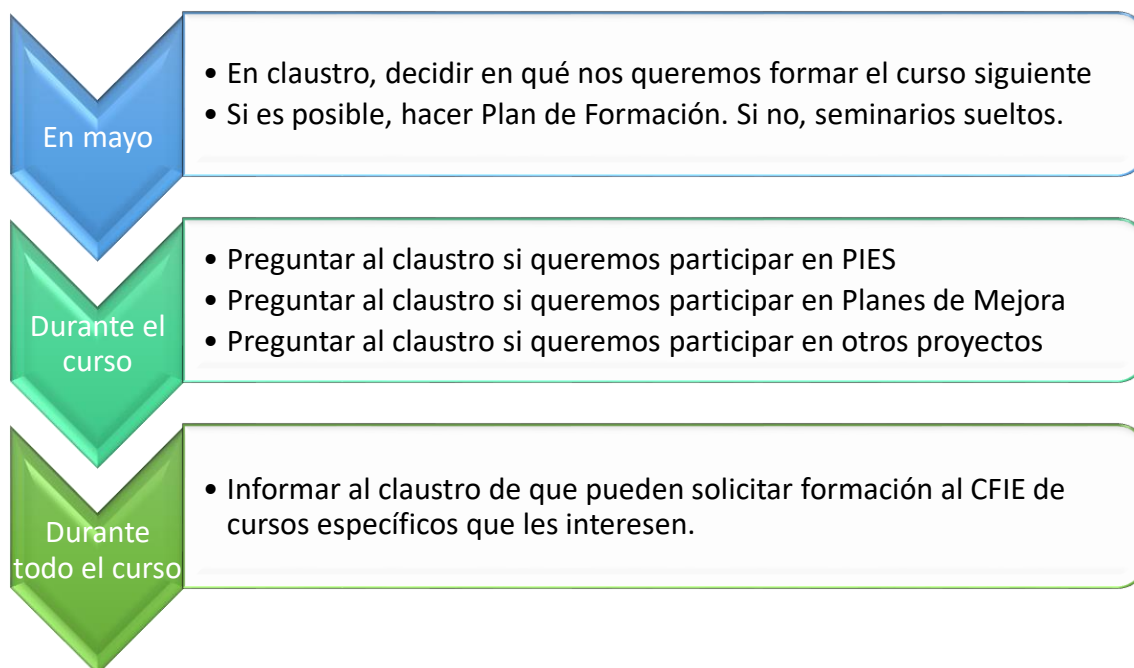 En mayo
• En claustro, decidir en qué nos queremos formar el curso siguiente
• Si es posible, hacer Plan de Formación. Si no, seminarios sueltos.
Durante el
curso
• Preguntar al claustro si queremos participar en PIES
• Preguntar al claustro si queremos participar en Planes de Mejora
• Preguntar al claustro si queremos participar en otros proyectos
Durante
todo el curso
• Informar al claustro de que pueden solicitar formación al CFIE de
cursos específicos que les interesen.